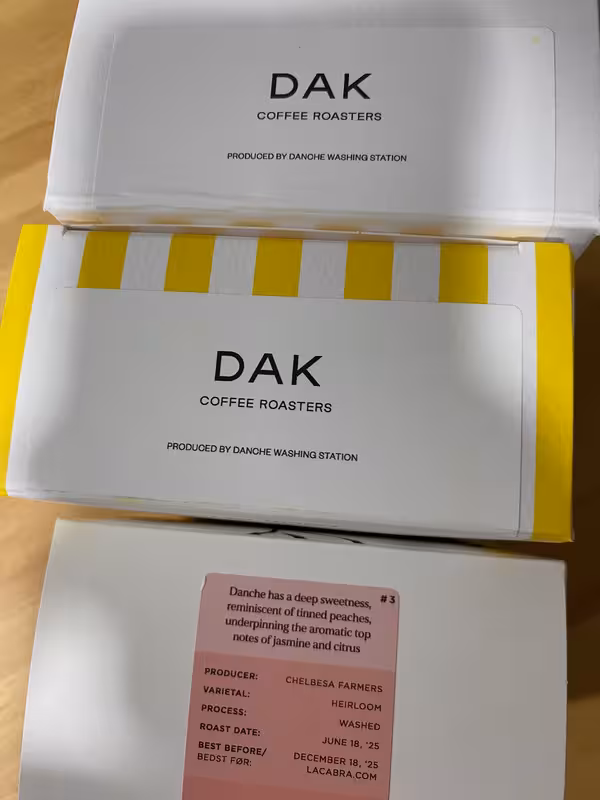 DAK
COFFEE ROASTERS
PRODUCED BY DANCHE WASHING STATION
DAK
COFFEE ROASTERS
PRODUCED BY DANCHE WASHING STATION
#3
Danche has a deep sweetness,
reminiscent of tinned peaches,
underpinning the aromatic top
notes of jasmine and citrus
PRODUCER: CHELBESA FARMERS
VARIETAL: HEIRLOOM
PROCESS: WASHED
ROAST DATE: JUNE 18, '25
BEST BEFORE/ DECEMBER 18, '25
BEDST FØR: LACABRA.COM